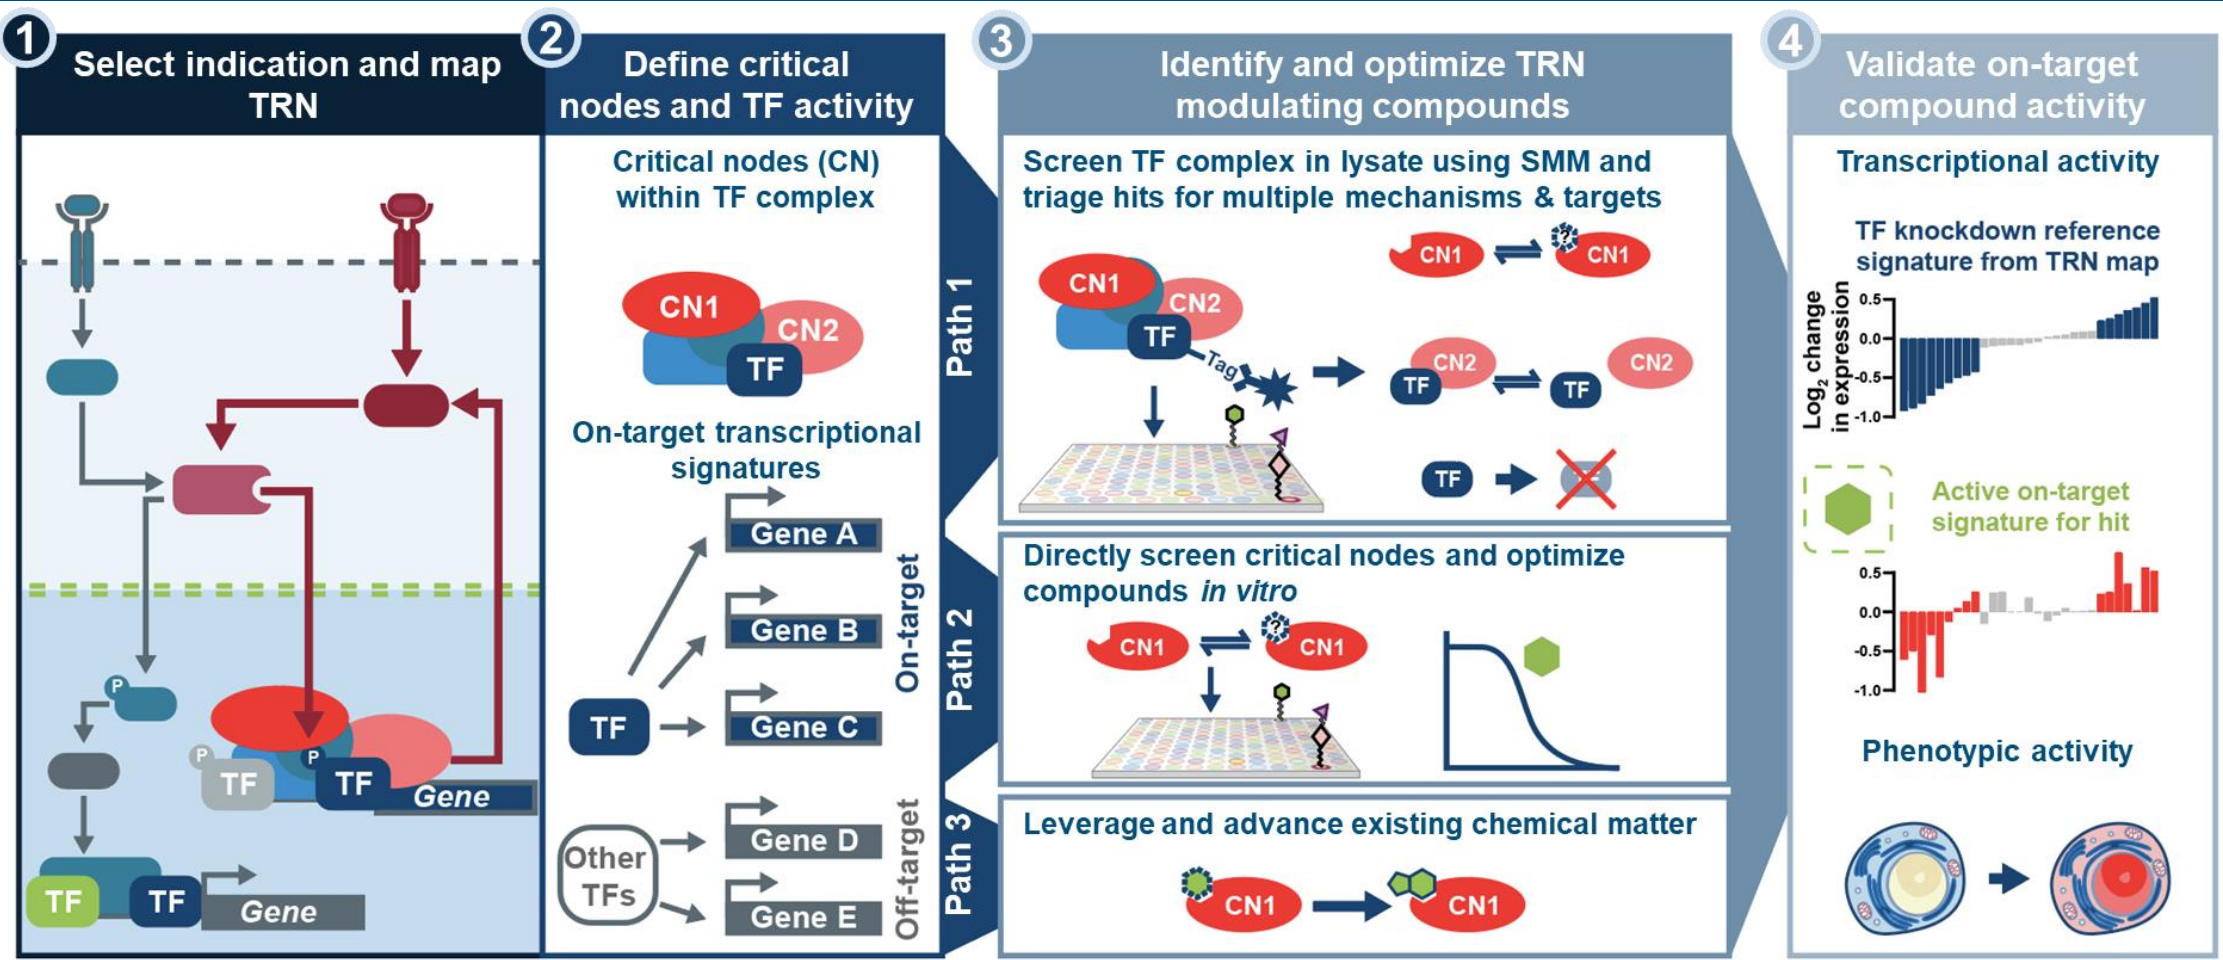 1
Select indication and map
TRN
P
P
P
TF
TF
Gene
TF
TF
Gene
2
Define critical
nodes and TF activity
Critical nodes (CN)
within TF complex
CN1
CN2
TF
On-target transcriptional
signatures
Gene A
Gene B
Gene C
TF
On-target
Other
TFs
Gene D
Gene E
Off-target
Path 1
Path 2
Path 3
3
Identify and optimize TRN
modulating compounds
Screen TF complex in lysate using SMM and
triage hits for multiple mechanisms & targets
CN1
CN2
TF
Tag
CN1
?
CN1
CN2
TF
TF
CN2
TF
Directly screen critical nodes and optimize
compounds in vitro
CN1
?
CN1
Leverage and advance existing chemical matter
CN1
CN1
4
Validate on-target
compound activity
Transcriptional activity
TF knockdown reference
signature from TRN map
Log2 change
in expression
0.5
0.0
-0.5
-1.0
Active on-target
signature for hit
0.5
0.0
-0.5
-1.0
Phenotypic activity